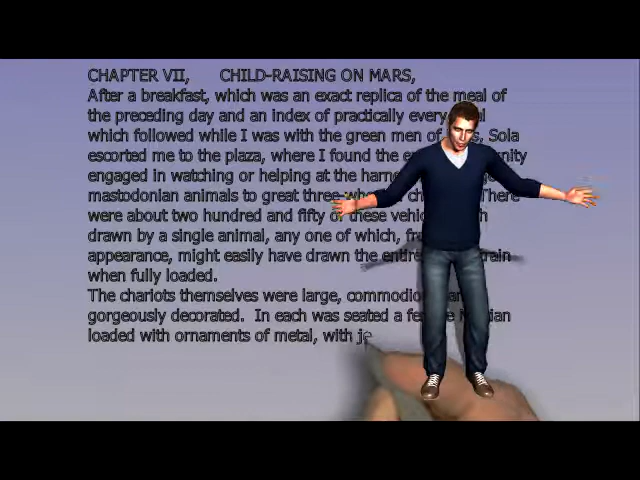 CHAPTER VII, CHILD-RAISING ON MARS,
After a breakfast, which was an exact replica of the meal of
the preceding day and an index of practically every
which followed while I was with the green men of Sola
escorted me to the plaza, where I found the
engaged in watching or helping at the
mastodonian animals to great There
were about two hundred and fifty of these
drawn by a single animal, any one of which,
appearance, might easily have drawn the train
when fully loaded.
The chariots themselves were large,
gorgeously decorated. In each was seated a
loaded with ornaments of metal, with